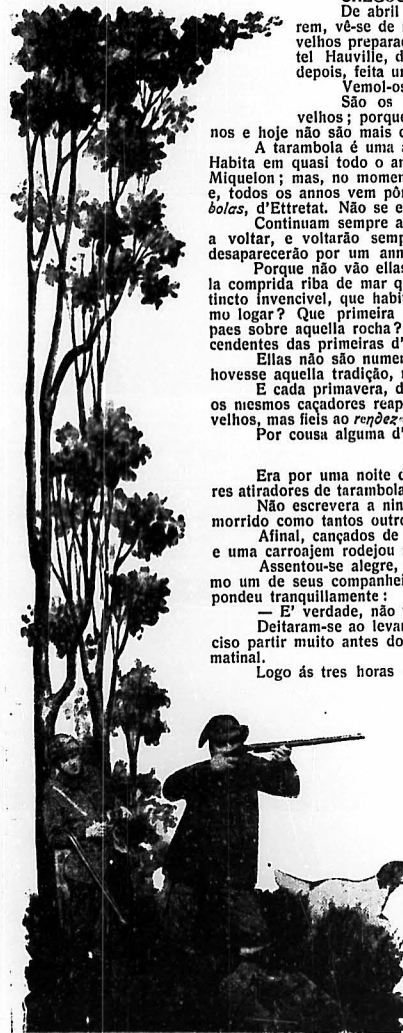 De abril
rem, vê-se de
velhos preparad
tel Hauville, d
depois, feita un
Vemol-os
São os
velhos; porque
nos e hoje não são mais d
A tarambola é uma a
Habita em quasi todo o an
Miquelon; mas, no momen
e, todos os annos vem pôr
bolas, d'Ettretat. Não se e
Continuam sempre a
a voltar, e voltarão semp
desaparecerão por um ann
Porque não vão ellas
la comprida riba de mar q
tincto invencivel, que habit
mo logar? Que primeira
paes sobre aquella rocha?
cendentes das primeiras d'
Ellas não são numer
hovesse aquella tradição, r
E cada primavera, d
os mesmos caçadores reap
velhos, mas fieis ao rendez-
Por cousa alguma d'
Era por uma noite d
res atiradores de tarambola
Não escrevera a nin
morrido como tantos outro
Afinal, cançados de
e uma carroajem rodejou
Assentou-se alegre,
mo um de seus companhei
pondeu tranquillamente:
— E' verdade, não
Deitaram-se ao levar
ciso partir muito antes do
matinal.
Logo ás tres horas